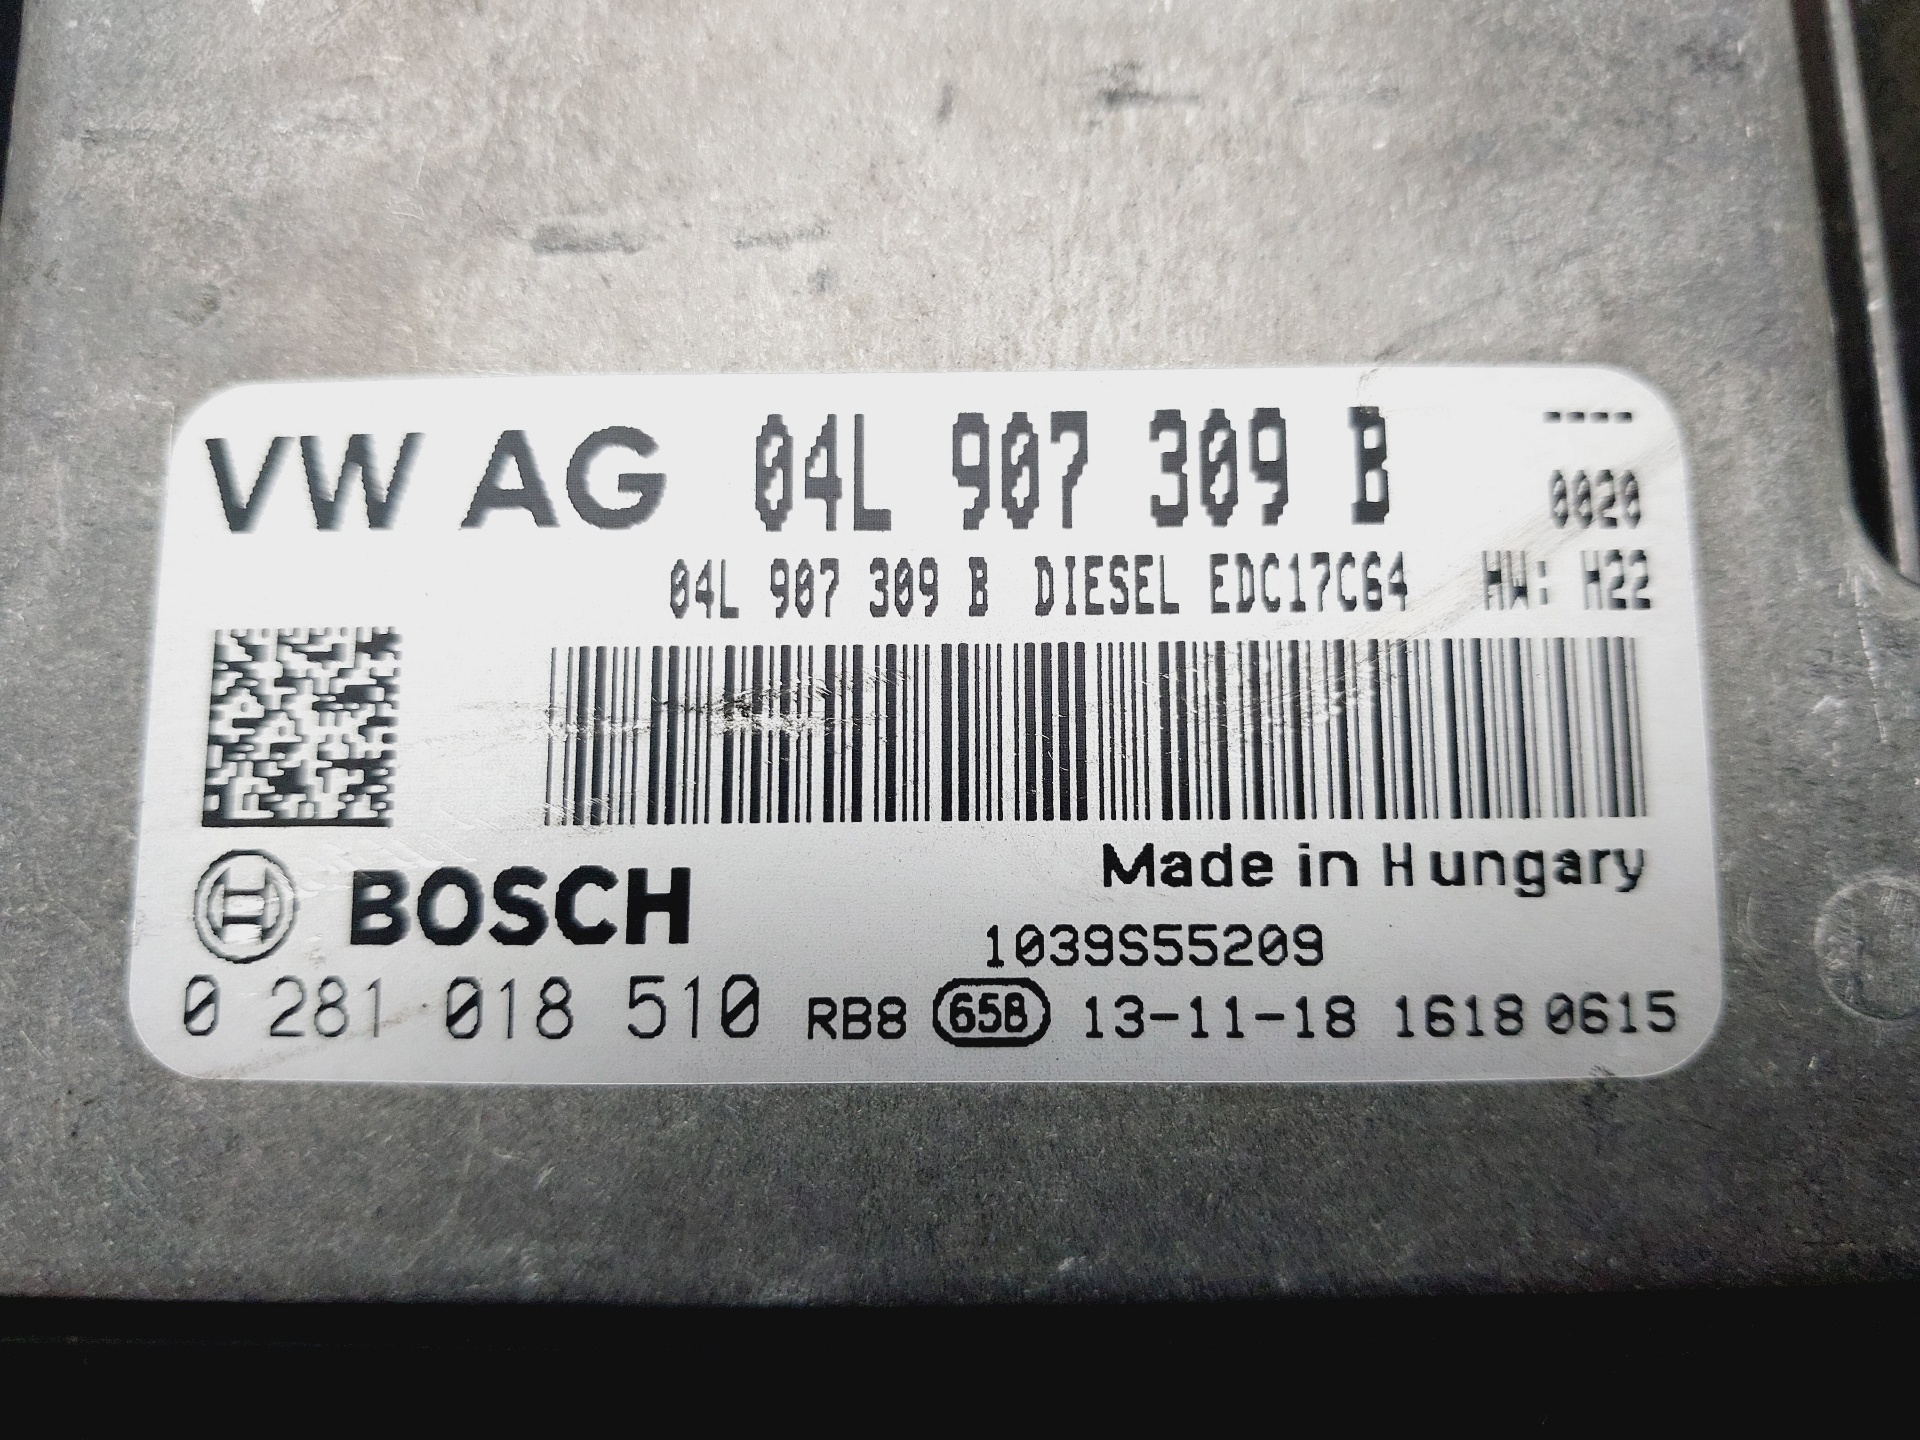 VW AG 04L 907 309 B ----
0020
04L 907 309 B DIESEL EDC17C64 HW: H22
Made in Hungary
BOSCH
1039S55209
0 281 018 510 RB8 65B 13-11-18 1618 0615